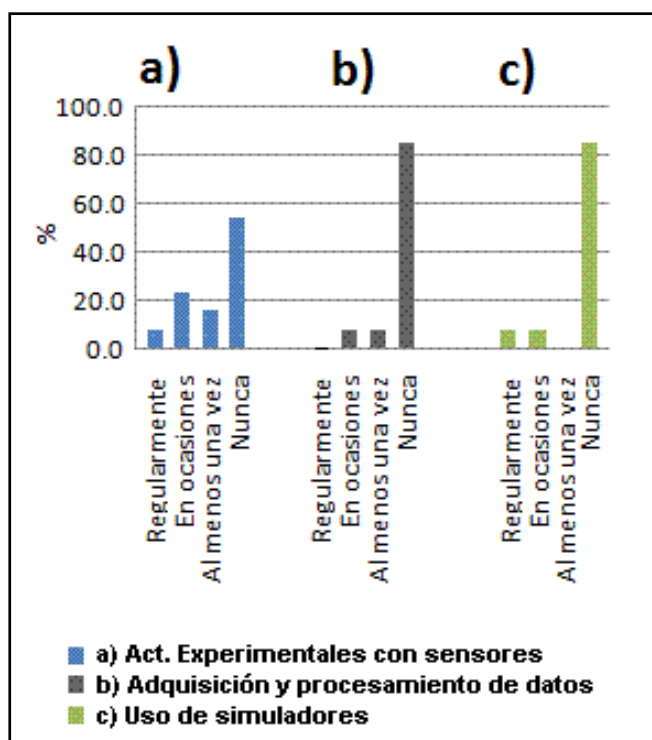 a) b) c)
100.0
80.0
60.0
40.0
20.0
0.0
%
Regularmente
En ocasiones
Al menos una vez
Nunca
Regularmente
En ocasiones
Al menos una vez
Nunca
Regularmente
En ocasiones
Al menos una vez
Nunca
a) Act. Experimentales con sensores
b) Adquisición y procesamiento de datos
c) Uso de simuladores